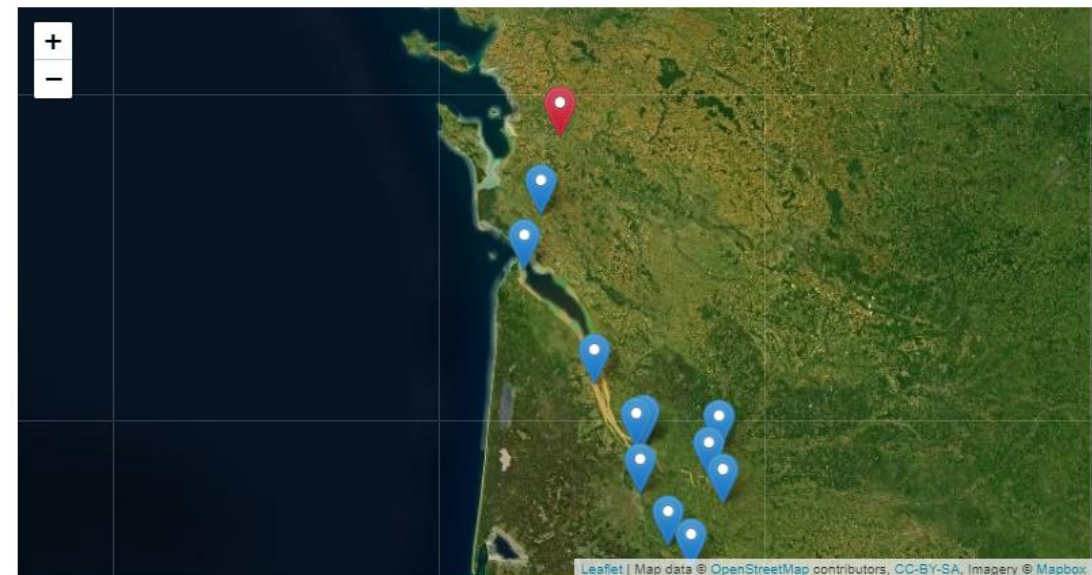 +
−
Leaflet | Map data © OpenStreetMap contributors, CC-BY-SA, Imagery © Mapbox